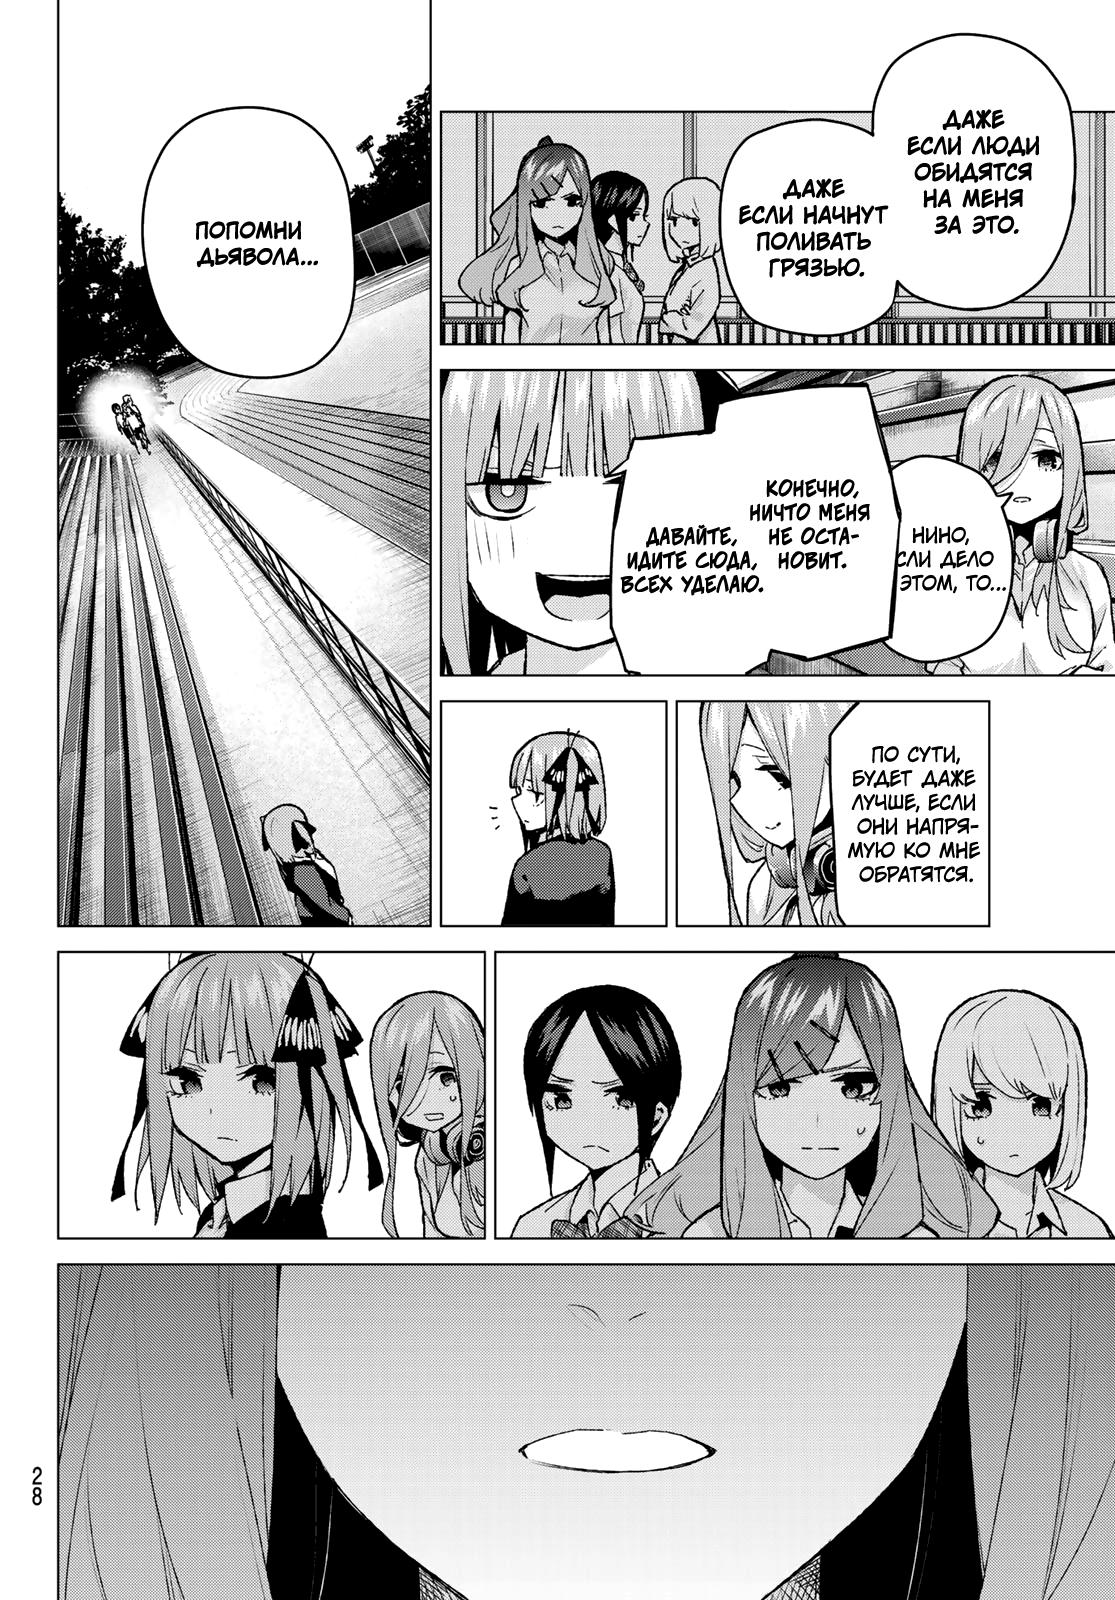 ДАЖЕ
ЕСЛИ ЛЮДИ
ОБИДЯТСЯ
НА МЕНЯ
ЗА ЭТО.
ДАЖЕ
ЕСЛИ НАЧНУТ
ПОЛИВАТЬ
ГРЯЗЬЮ.
НИНО,
СЛИ ДЕЛО
ЭТОМ, ТО...
КОНЕЧНО,
НИЧТО МЕНЯ
НЕ ОСТА-
НОВИТ.
ДАВАЙТЕ,
ИДИТЕ СЮДА,
ВСЕХ УДЕЛАЮ.
ПО СУТИ,
БУДЕТ ДАЖЕ
ЛУЧШЕ, ЕСЛИ
ОНИ НАПРЯ-
МУЮ КО МНЕ
ОБРАТЯТСЯ.
ПОПОМНИ
ДЬЯВОЛА...
28